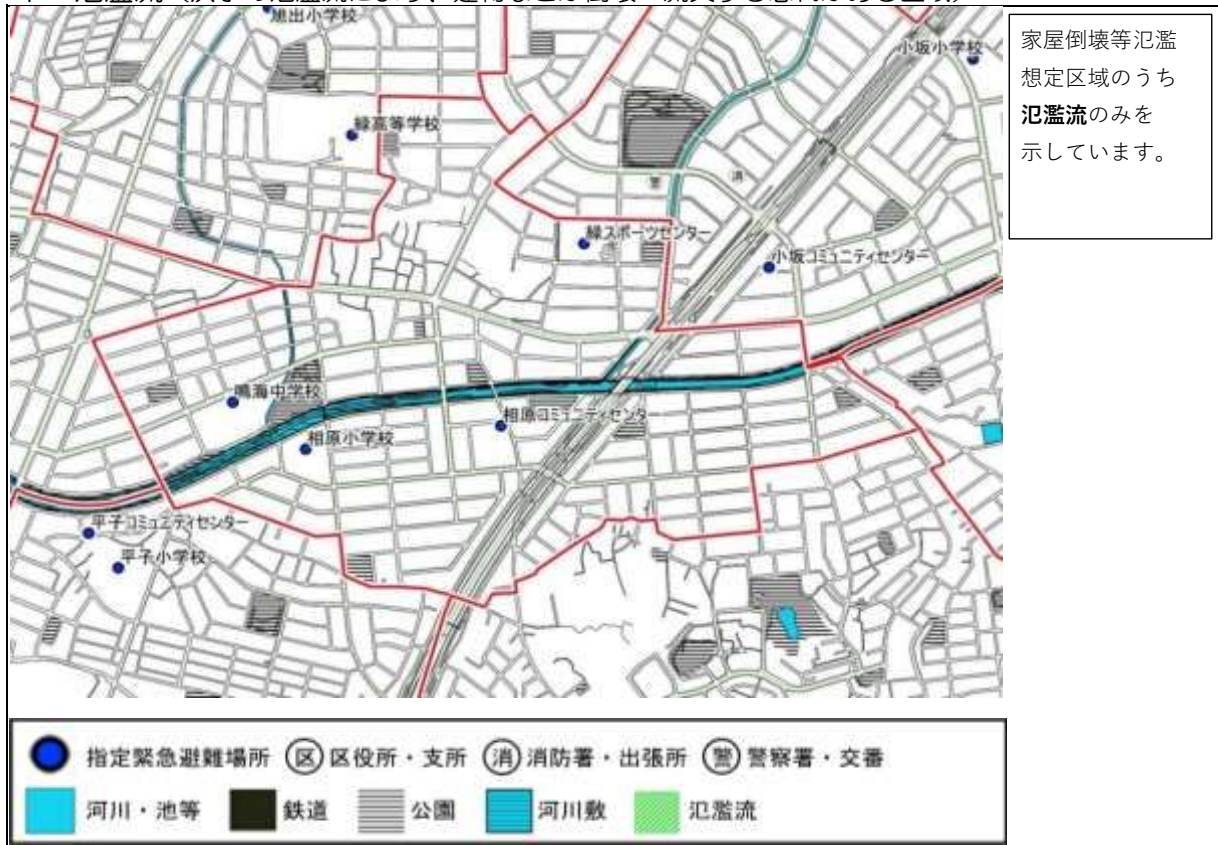 旭出小学校
小坂小学校
緑高等学校
警
消
緑スポーツセンター
小坂コミュニティセンター
鳴海中学校
相原コミュニティセンター
相原小学校
平子コミュニティセンター
平子小学校
家屋倒壊等氾濫
想定区域のうち
氾濫流のみを
示しています。
指定緊急避難場所 区 区役所・支所 消 消防署・出張所 警 警察署・交番
河川・池等 鉄道 公園 河川敷 氾濫流